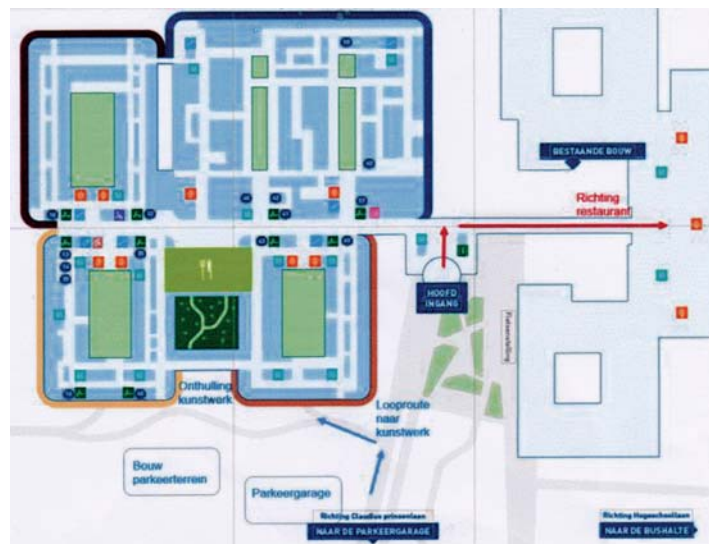 BESTAANDE BOUW
Richting
restaurant
HOOFD
INGANG
Fietsenstalling
Onthulling
kunstwerk
Looproute
naar
kunstwerk
Bouw
parkeerterrein
Parkeergarage
Richting Claudius prinsenlaan
NAAR DE PARKEERGARAGE
Richting Hogeschoollaan
NAAR DE BUSHALTE